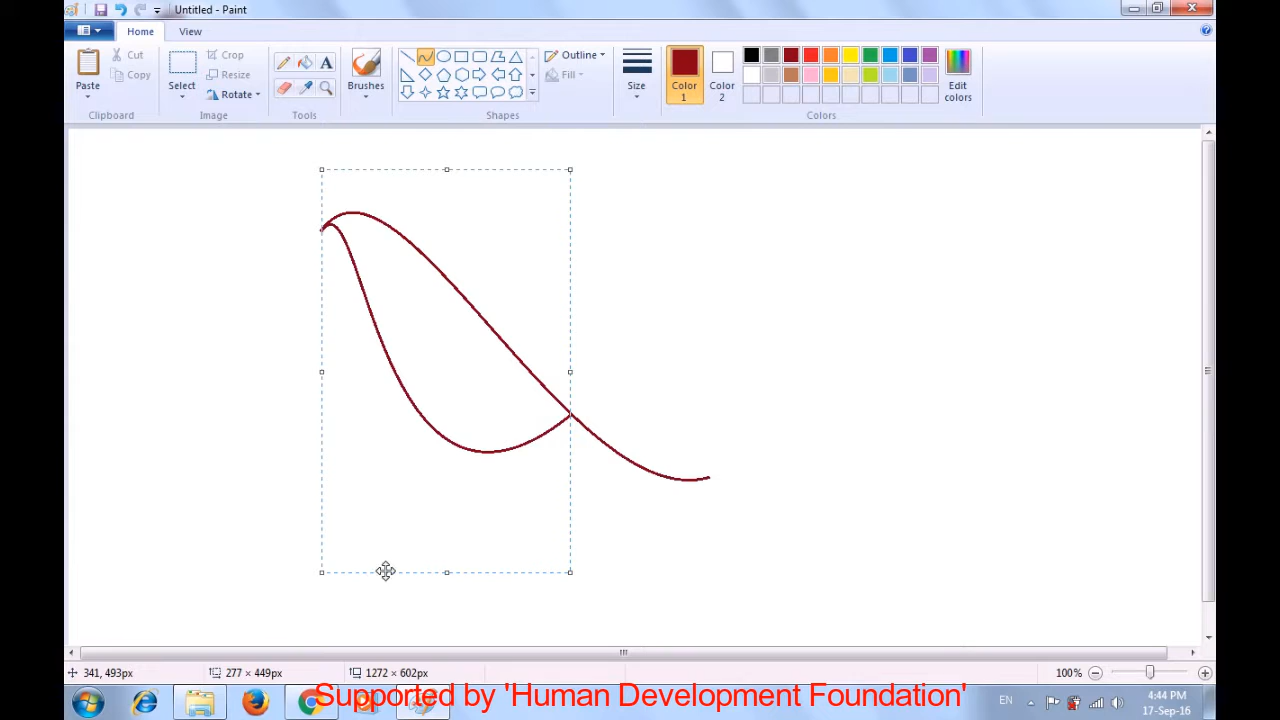 Untitled - Paint
Home View
Paste
Cut
Copy
Clipboard
Select
Crop
Resize
Rotate
Image
A
Tools
Brushes
Outline
Fill
Shapes
Size
Color 1
Color 2
Edit colors
Colors
341, 493px 277 × 449px 1272 × 602px 100%
EN 4:44 PM
17-Sep-16
Supported by 'Human Development Foundation'